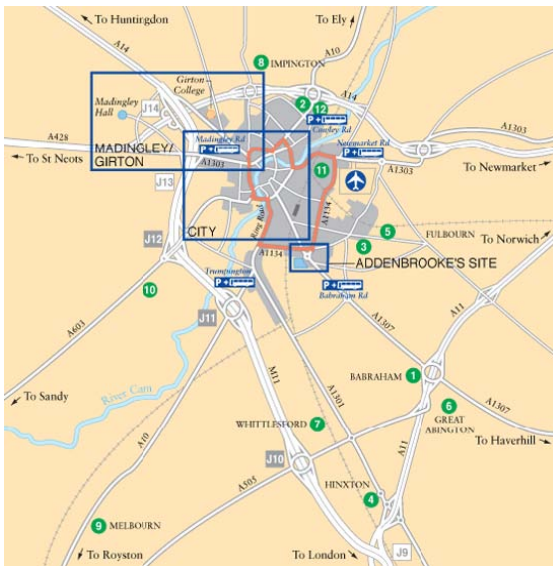 To Huntingdon
To Ely
A14
A10
8
IMPINGTON
Girton
College
Madingley
Hall
J14
2
12
A14
P+
Cowley Rd
A428
MADINGLEY/
GIRTON
Madingley Rd
P+
Newmarket Rd
P+
A1303
To St Neots
A1303
A1303
To Newmarket
J13
11
A1134
Ring Road
CITY
5
J12
3
FULBOURN
To Norwich
A1134
ADDENBROOKE'S SITE
Trumpington
P+
P+
Babraham Rd
10
J11
A603
A1307
A11
To Sandy
River Cam
M11
A1301
BABRAHAM
1
A10
6
GREAT
ABINGTON
A1307
WHITTLESFORD
7
To Haverhill
A11
J10
A505
HINXTON
4
9
MELBOURN
To Royston
To London
J9